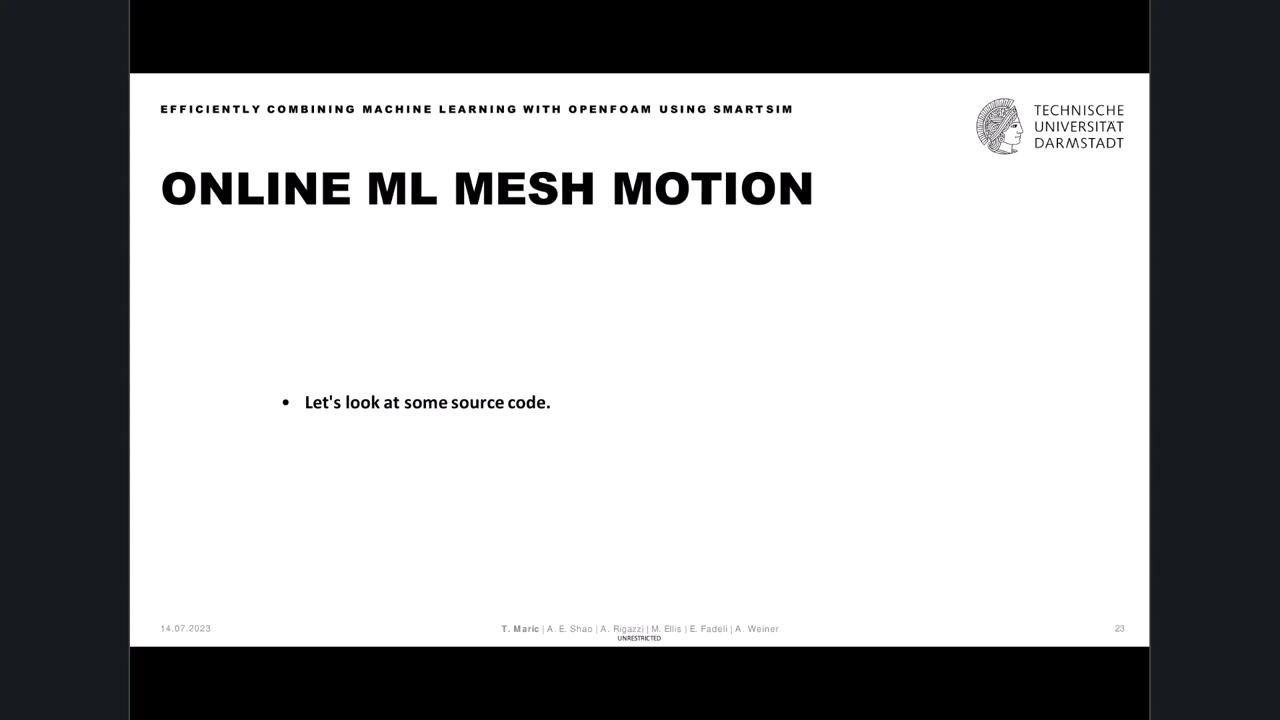 EFFICIENTLY COMBINING MACHINE LEARNING WITH OPENFOAM USING SMARTSIM
TECHNISCHE
UNIVERSITÄT
DARMSTADT
ONLINE ML MESH MOTION
• Let's look at some source code.
14.07.2023
T. Maric | A. E. Shao | A. Rigazzi | M. Ellis | E. Fadeli | A. Weiner
23
UNRESTRICTED